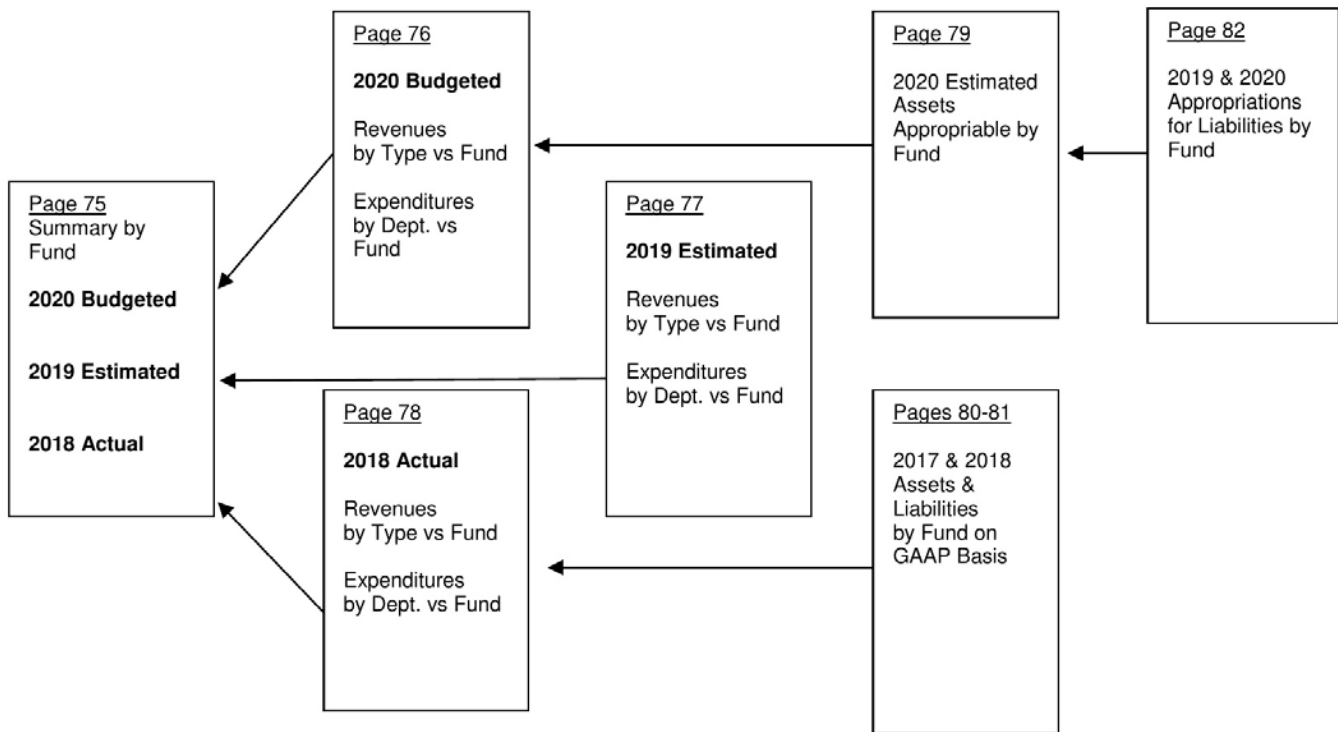 Page 75
Summary by
Fund
2020 Budgeted
2019 Estimated
2018 Actual
Page 76
2020 Budgeted
Revenues
by Type vs Fund
Expenditures
by Dept. vs
Fund
Page 78
2018 Actual
Revenues
by Type vs Fund
Expenditures
by Dept. vs Fund
Page 77
2019 Estimated
Revenues
by Type vs Fund
Expenditures
by Dept. vs Fund
Page 79
2020 Estimated
Assets
Appropriable by
Fund
Pages 80-81
2017 & 2018
Assets &
Liabilities
by Fund on
GAAP Basis
Page 82
2019 & 2020
Appropriations
for Liabilities by
Fund